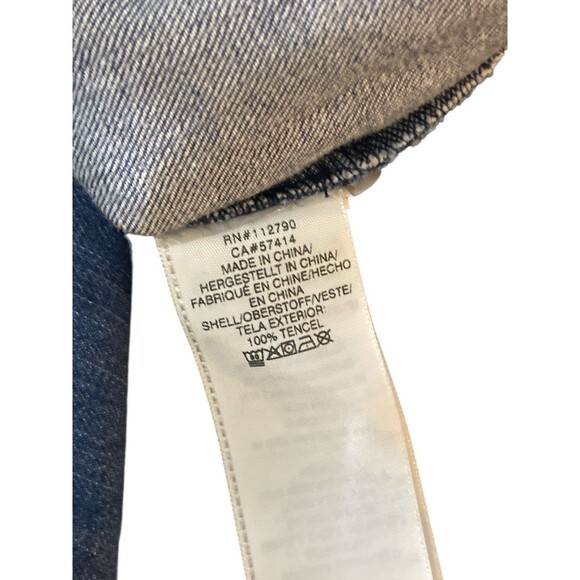 RN#112790
CA#57414
MADE IN CHINA/
HERGESTELLT IN CHINA/
FABRIQUÉ EN CHINE/HECHO
EN CHINA
SHELL/OBERSTOFF/VESTE/
TELA EXTERIOR:
100% TENCEL